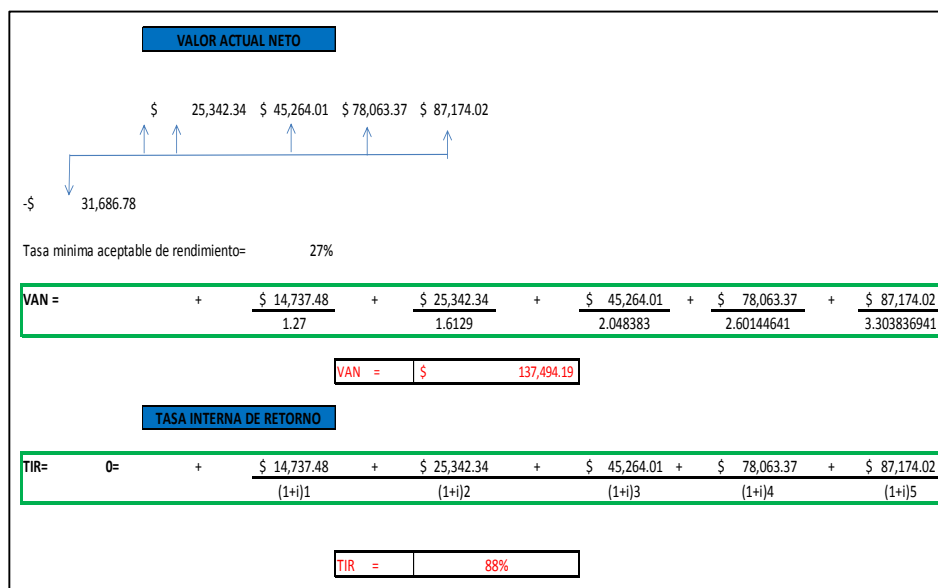 VALOR ACTUAL NETO
$ 25,342.34 $ 45,264.01 $ 78,063.37 $ 87,174.02
-$ 31,686.78
Tasa minima aceptable de rendimiento= 27%
VAN = + $ 14,737.48 + $ 25,342.34 + $ 45,264.01 + $ 78,063.37 + $ 87,174.02
1.27 1.6129 2.048383 2.60144641 3.303836941
VAN = $ 137,494.19
TASA INTERNA DE RETORNO
TIR= 0= + $ 14,737.48 + $ 25,342.34 + $ 45,264.01 + $ 78,063.37 + $ 87,174.02
(1+i)1 (1+i)2 (1+i)3 (1+i)4 (1+i)5
TIR = 88%